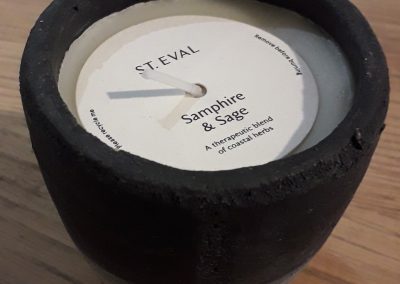 ST. EVAL
Remove before burning
Samphire
& Sage
A therapeutic blend
of coastal herbs
Please recycle me